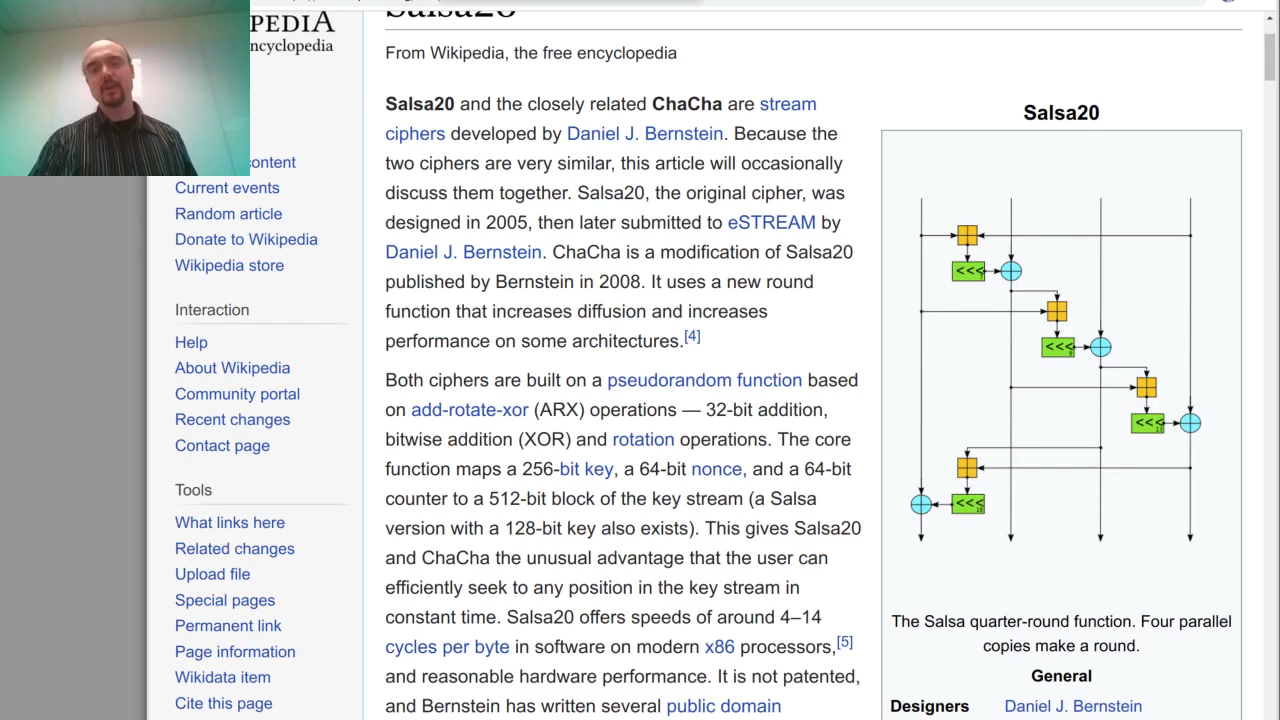 PEDIA
ncyclopedia
content
Current events
Random article
Donate to Wikipedia
Wikipedia store
Interaction
Help
About Wikipedia
Community portal
Recent changes
Contact page
Tools
What links here
Related changes
Upload file
Special pages
Permanent link
Page information
Wikidata item
Cite this page
Salsa20
From Wikipedia, the free encyclopedia
Salsa20 and the closely related ChaCha are stream
ciphers developed by Daniel J. Bernstein. Because the
two ciphers are very similar, this article will occasionally
discuss them together. Salsa20, the original cipher, was
designed in 2005, then later submitted to eSTREAM by
Daniel J. Bernstein. ChaCha is a modification of Salsa20
published by Bernstein in 2008. It uses a new round
function that increases diffusion and increases
performance on some architectures.[4]
Both ciphers are built on a pseudorandom function based
on add-rotate-xor (ARX) operations — 32-bit addition,
bitwise addition (XOR) and rotation operations. The core
function maps a 256-bit key, a 64-bit nonce, and a 64-bit
counter to a 512-bit block of the key stream (a Salsa
version with a 128-bit key also exists). This gives Salsa20
and ChaCha the unusual advantage that the user can
efficiently seek to any position in the key stream in
constant time. Salsa20 offers speeds of around 4–14
cycles per byte in software on modern x86 processors,[5]
and reasonable hardware performance. It is not patented,
and Bernstein has written several public domain
Salsa20
<<< 7
<<< 9
<<< 13
<<< 18
The Salsa quarter-round function. Four parallel
copies make a round.
General
Designers Daniel J. Bernstein